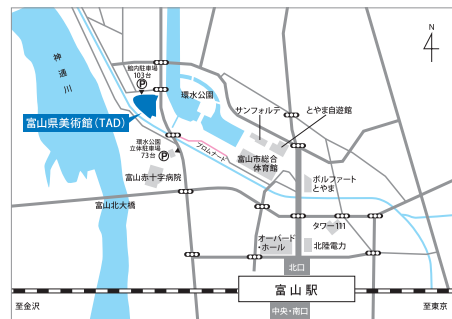 N
神通川
館内駐車場
103台
P
環水公園
サンフォルテ
とやま自遊館
富山県美術館(TAD)
環水公園
立体駐車場
73台
P
プロムナード
富山市総合
体育館
富山赤十字病院
ボルファート
とやま
富山北大橋
タワー111
オーバード
・ホール
北陸電力
北口
富山駅
中央・南口
至金沢
至東京